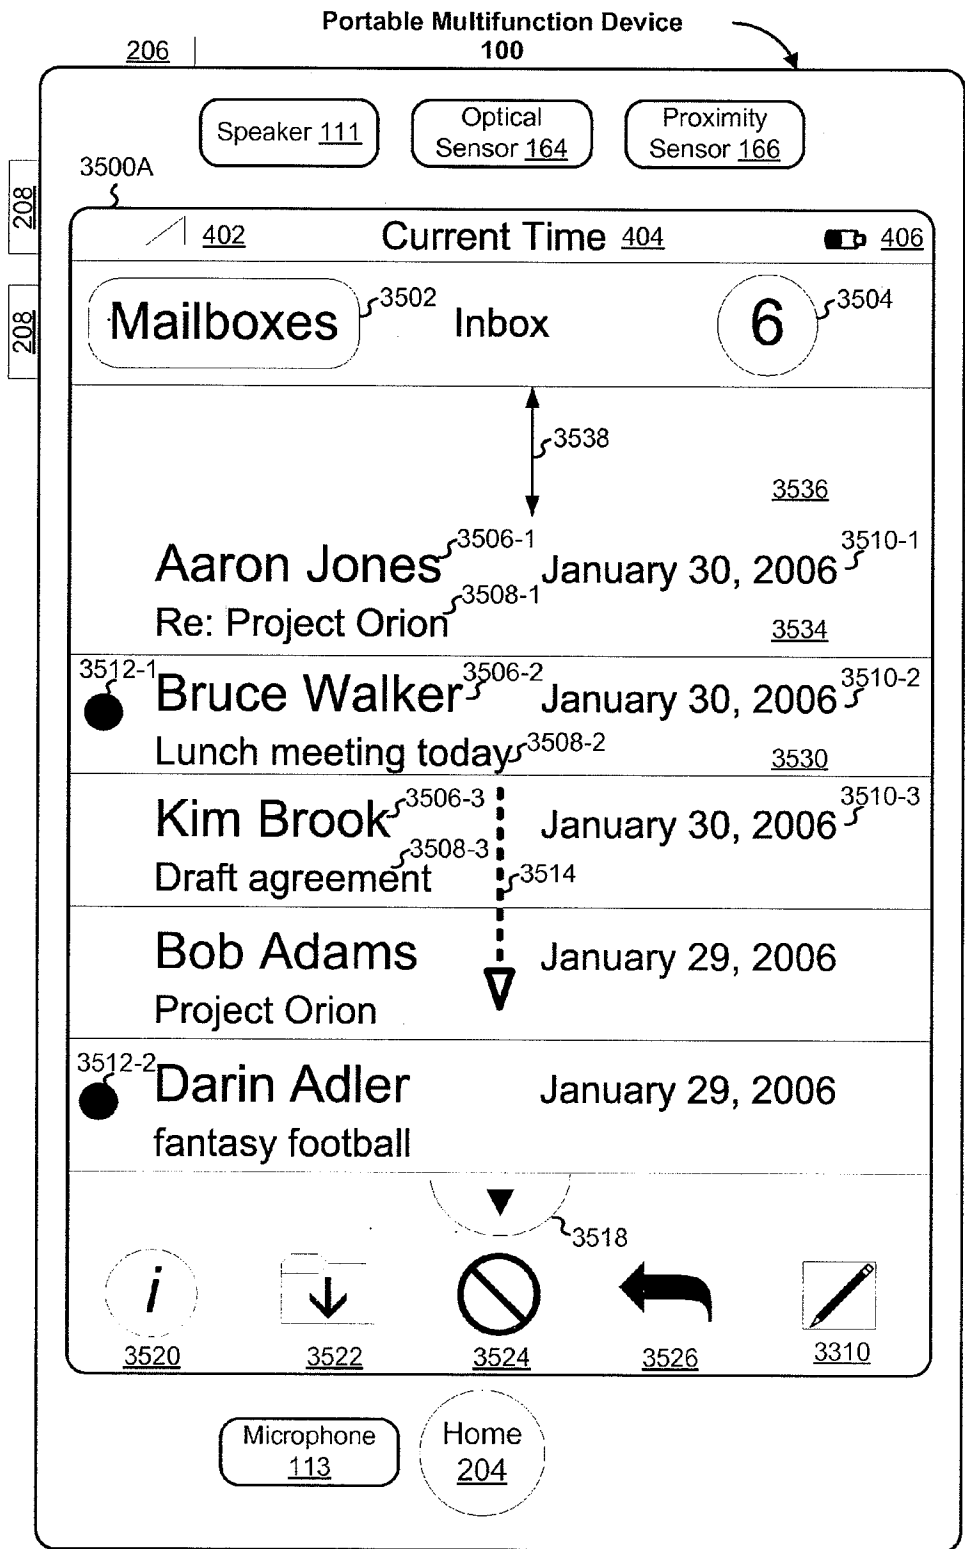 Portable Multifunction Device
100
206
Speaker 111
Optical
Sensor 164
Proximity
Sensor 166
208
3500A
402
Current Time 404
406
208
Mailboxes
3502
Inbox
6
3504
3538
3536
Aaron Jones
3506-1
January 30, 2006
3510-1
Re: Project Orion
3508-1
3534
3512-1
Bruce Walker
3506-2
January 30, 2006
3510-2
Lunch meeting today
3508-2
3530
Kim Brook
3506-3
January 30, 2006
3510-3
Draft agreement
3508-3
3514
Bob Adams
January 29, 2006
Project Orion
3512-2
Darin Adler
January 29, 2006
fantasy football
3518
i
3520
3522
3524
3526
3310
Microphone
113
Home
204